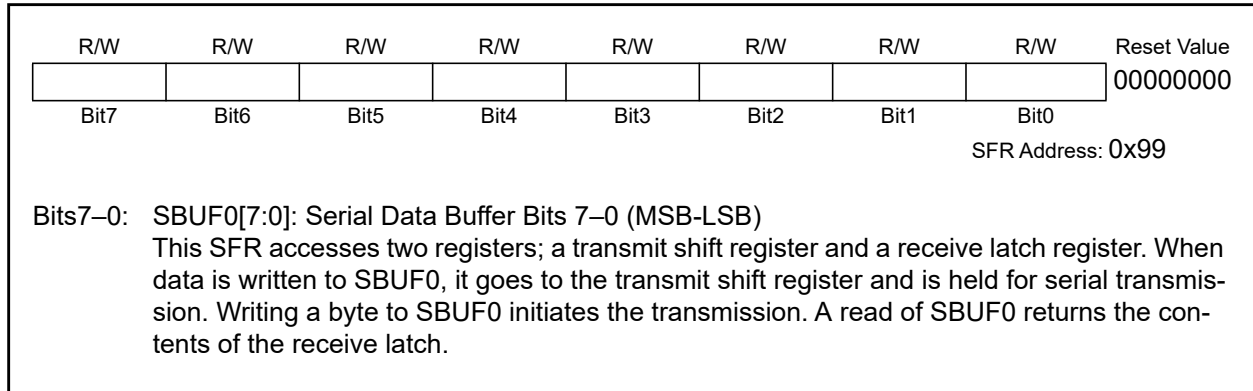 R/W R/W R/W R/W R/W R/W R/W R/W Reset Value
00000000
Bit7 Bit6 Bit5 Bit4 Bit3 Bit2 Bit1 Bit0
SFR Address: 0x99
Bits7–0: SBUF0[7:0]: Serial Data Buffer Bits 7–0 (MSB-LSB)
This SFR accesses two registers; a transmit shift register and a receive latch register. When
data is written to SBUF0, it goes to the transmit shift register and is held for serial transmis-
sion. Writing a byte to SBUF0 initiates the transmission. A read of SBUF0 returns the con-
tents of the receive latch.